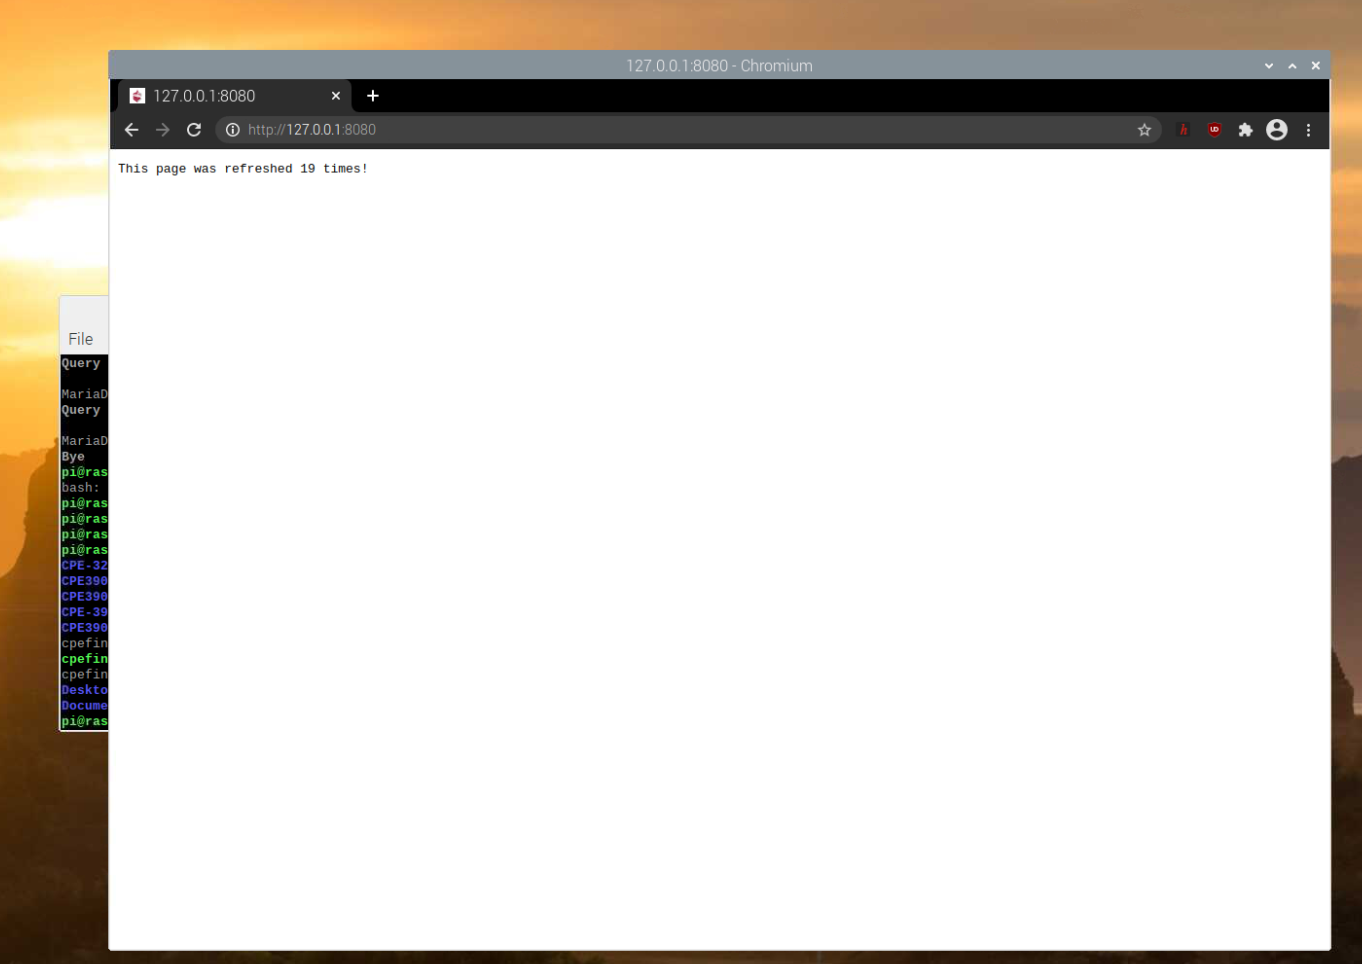 127.0.0.1:8080 - Chromium
127.0.0.1:8080
http://127.0.0.1:8080
This page was refreshed 19 times!
File
Query
MariaD
Query
MariaD
Bye
pi@ras
bash:
pi@ras
pi@ras
pi@ras
pi@ras
CPE-32
CPE390
CPE390
CPE-39
CPE390
cpefin
cpefin
cpefin
Deskto
Docume
pi@ras